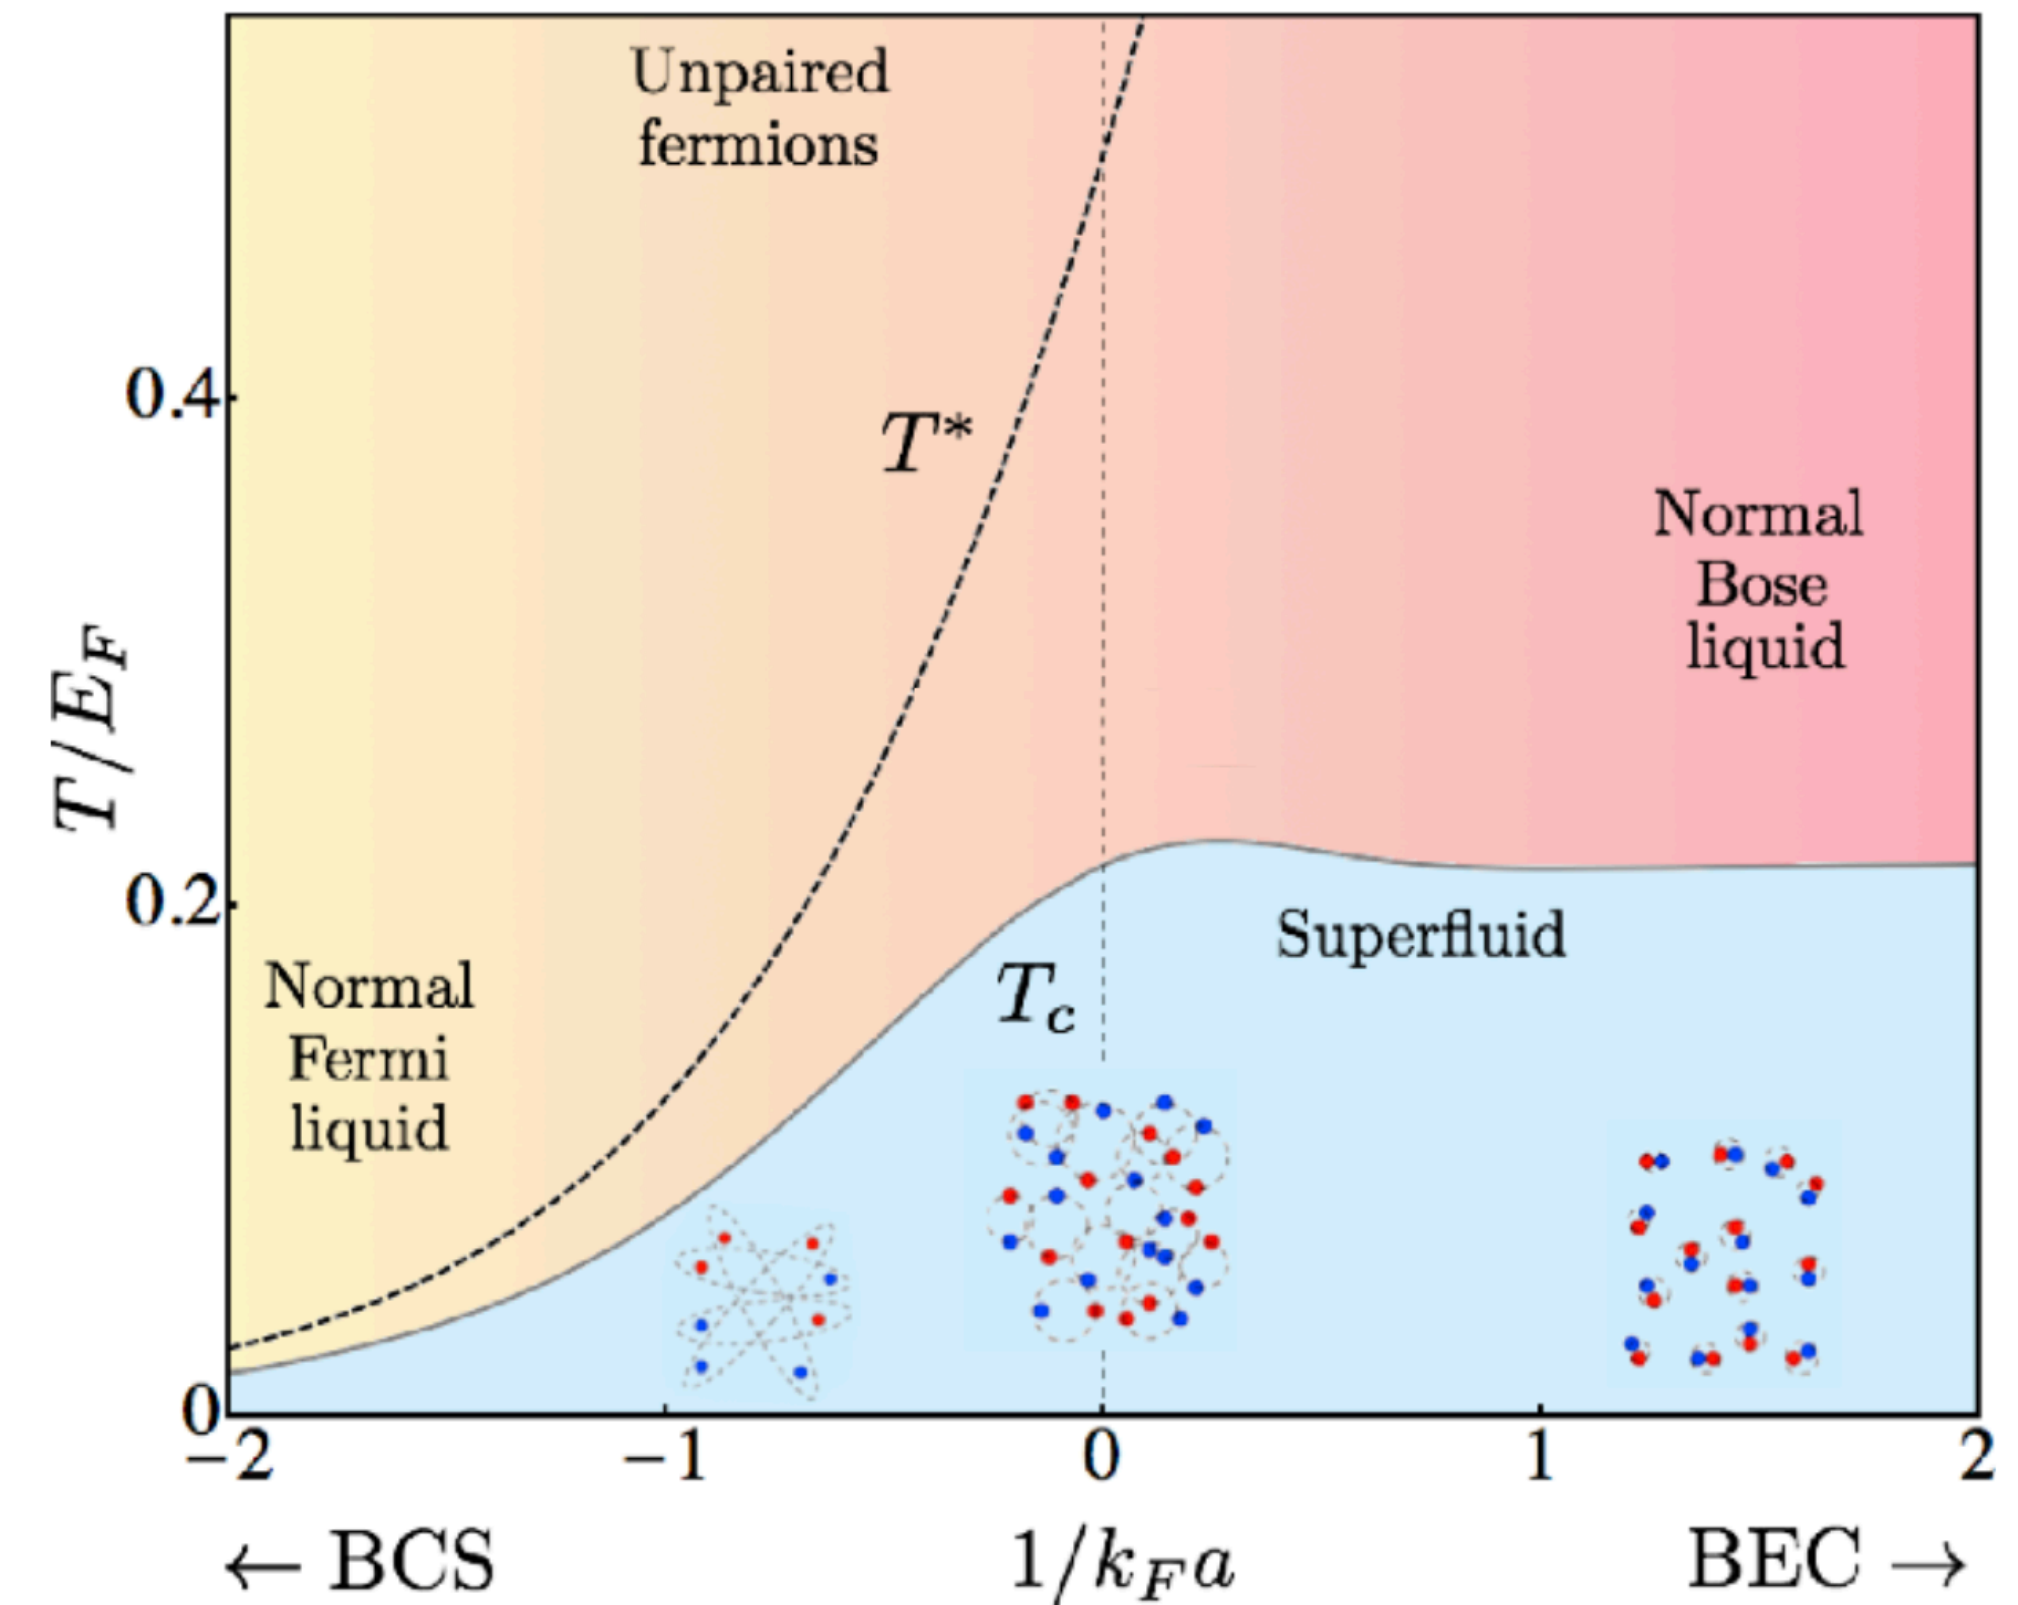 Unpaired
fermions
0.4
T*
Normal
Bose
liquid
T/E_F
0.2
Superfluid
Normal
Fermi
liquid
T_c
0
−2
−1
0
1
2
← BCS
1/k_F a
BEC →